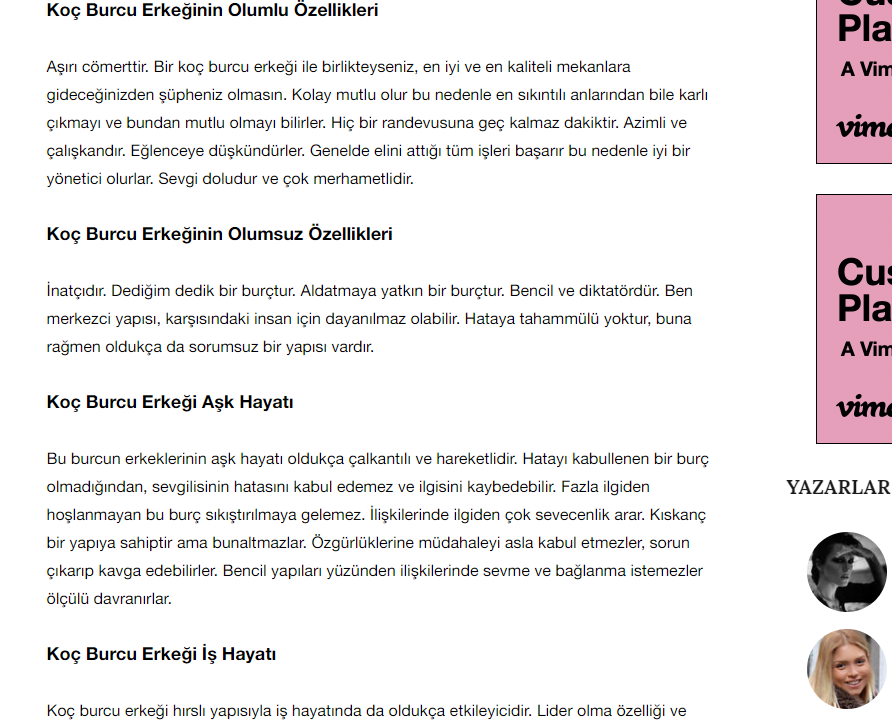 Koç Burcu Erkeğinin Olumlu Özellikleri
Aşırı cömerttir. Bir koç burcu erkeği ile birlikteyseniz, en iyi ve en kaliteli mekanlara
gideceğinizden şüpheniz olmasın. Kolay mutlu olur bu nedenle en sıkıntılı anlarından bile karlı
çıkmayı ve bundan mutlu olmayı bilirler. Hiç bir randevusuna geç kalmaz dakiktir. Azimli ve
çalışkandır. Eğlenceye düşkündürler. Genelde elini attığı tüm işleri başarır bu nedenle iyi bir
yönetici olurlar. Sevgi doludur ve çok merhametlidir.
Koç Burcu Erkeğinin Olumsuz Özellikleri
İnatçıdır. Dediğim dedik bir burçtur. Aldatmaya yatkın bir burçtur. Bencil ve diktatördür. Ben
merkezci yapısı, karşısındaki insan için dayanılmaz olabilir. Hataya tahammülü yoktur, buna
rağmen oldukça da sorumsuz bir yapısı vardır.
Koç Burcu Erkeği Aşk Hayatı
Bu burcun erkeklerinin aşk hayatı oldukça çalkantılı ve hareketlidir. Hatayı kabullenen bir burç
olmadığından, sevgilisinin hatasını kabul edemez ve ilgisini kaybedebilir. Fazla ilgiden
hoşlanmayan bu burç sıkıştırılmaya gelemez. İlişkilerinde ilgiden çok sevecenlik arar. Kıskanç
bir yapıya sahiptir ama bunaltmazlar. Özgürlüklerine müdahaleyi asla kabul etmezler, sorun
çıkarıp kavga edebilirler. Bencil yapıları yüzünden ilişkilerinde sevme ve bağlanma istemezler
ölçülü davranırlar.
Koç Burcu Erkeği İş Hayatı
Koç burcu erkeği hırslı yapısıyla iş hayatında da oldukça etkileyicidir. Lider olma özelliği ve
Pla
A Vim
vime
Cus
Pla
A Vim
vime
YAZARLAR